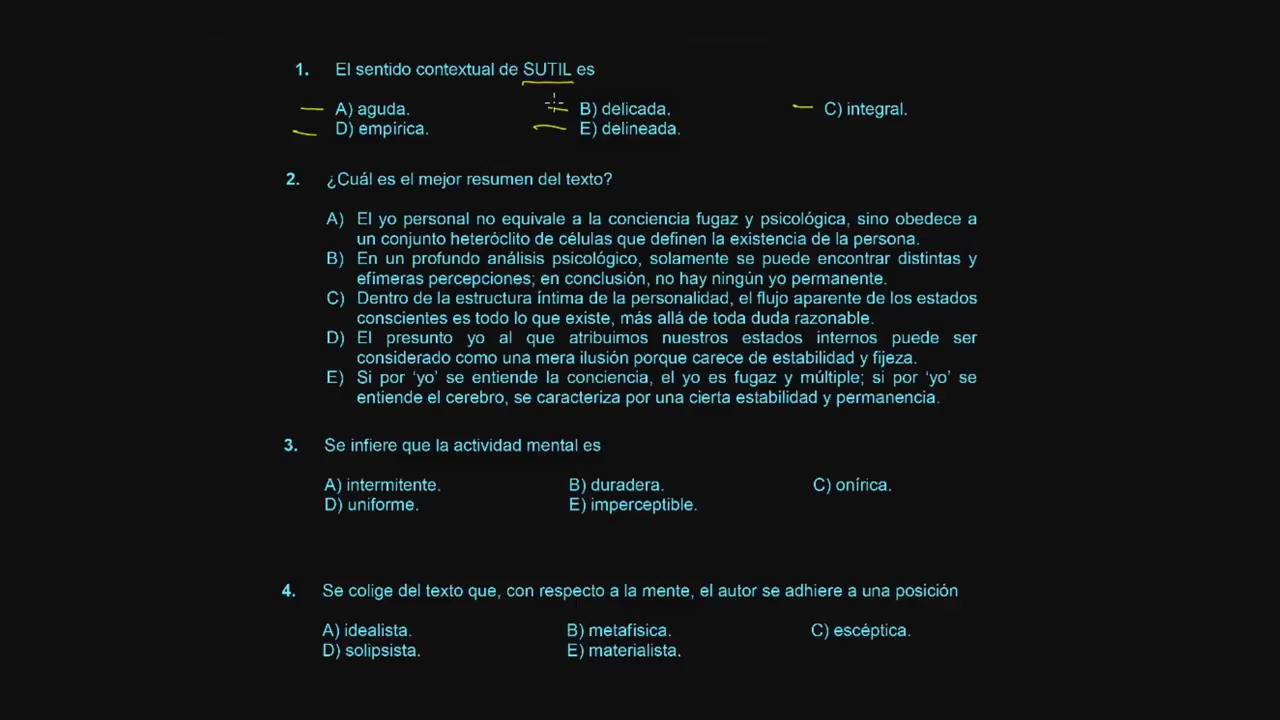 1. El sentido contextual de SUTIL es
A) aguda. B) delicada. C) integral.
D) empírica. E) delineada.
2. ¿Cuál es el mejor resumen del texto?
A) El yo personal no equivale a la conciencia fugaz y psicológica, sino obedece a
un conjunto heteróclito de células que definen la existencia de la persona.
B) En un profundo análisis psicológico, solamente se puede encontrar distintas y
efímeras percepciones; en conclusión, no hay ningún yo permanente.
C) Dentro de la estructura íntima de la personalidad, el flujo aparente de los estados
conscientes es todo lo que existe, más allá de toda duda razonable.
D) El presunto yo al que atribuimos nuestros estados internos puede ser
considerado como una mera ilusión porque carece de estabilidad y fijeza.
E) Si por ‘yo’ se entiende la conciencia, el yo es fugaz y múltiple; si por ‘yo’ se
entiende el cerebro, se caracteriza por una cierta estabilidad y permanencia.
3. Se infiere que la actividad mental es
A) intermitente. B) duradera. C) onírica.
D) uniforme. E) imperceptible.
4. Se colige del texto que, con respecto a la mente, el autor se adhiere a una posición
A) idealista. B) metafísica. C) escéptica.
D) solipsista. E) materialista.